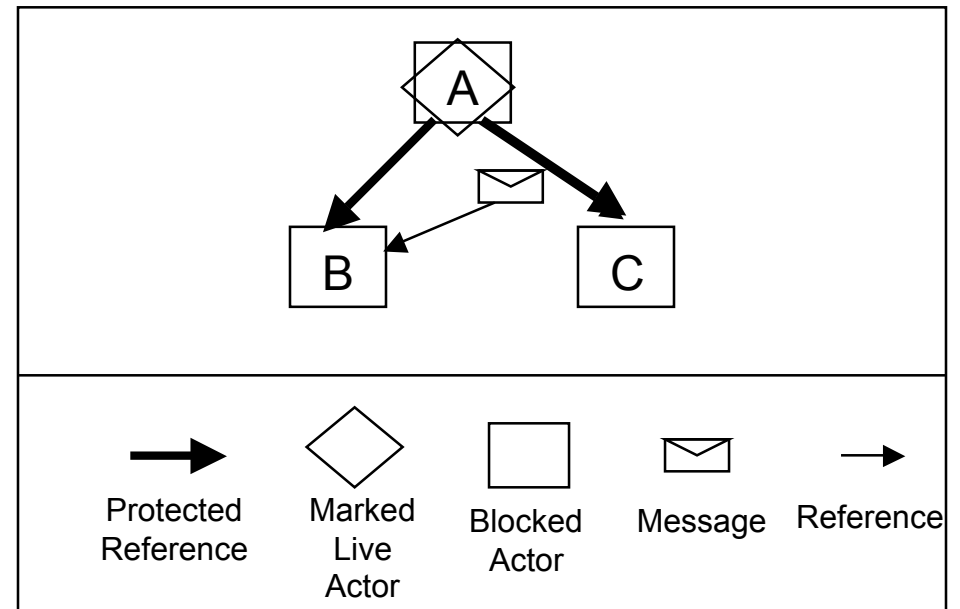 A
B
C
Protected
Reference
Marked
Live
Actor
Blocked
Actor
Message
Reference